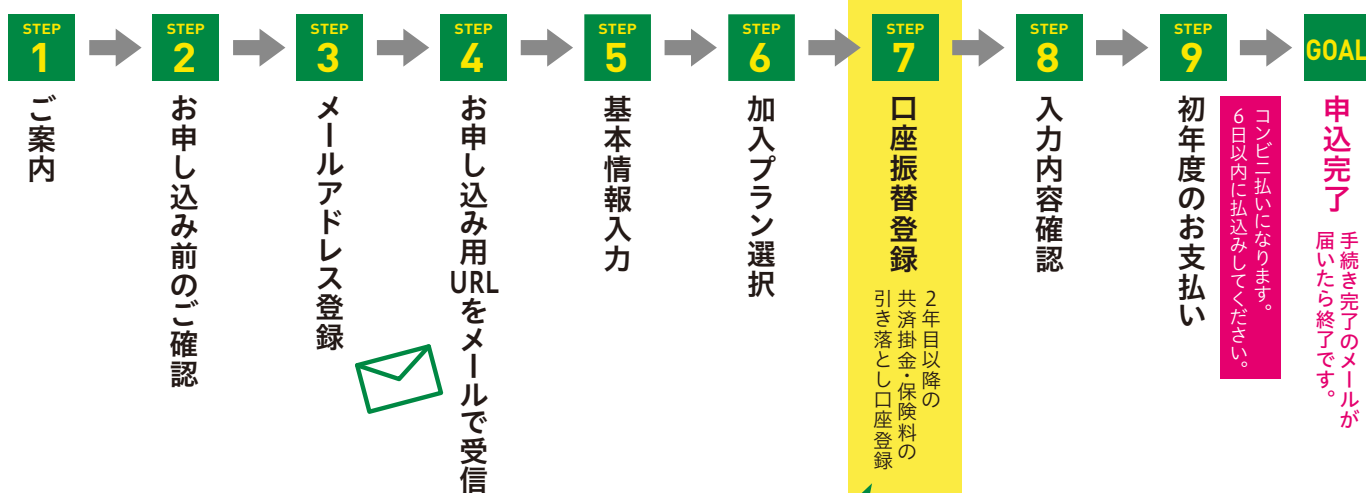 STEP
1
ご案内
STEP
2
お申し込み前のご確認
STEP
3
メールアドレス登録
STEP
4
お申し込み用URLをメールで受信
STEP
5
基本情報入力
STEP
6
加入プラン選択
STEP
7
口座振替登録
2年目以降の
共済掛金・保険料の
引き落とし口座登録
STEP
8
入力内容確認
STEP
9
初年度のお支払い
コンビニ払いになります。
6日以内に払込みしてください。
GOAL
申込完了
手続き完了のメールが
届いたら終了です。